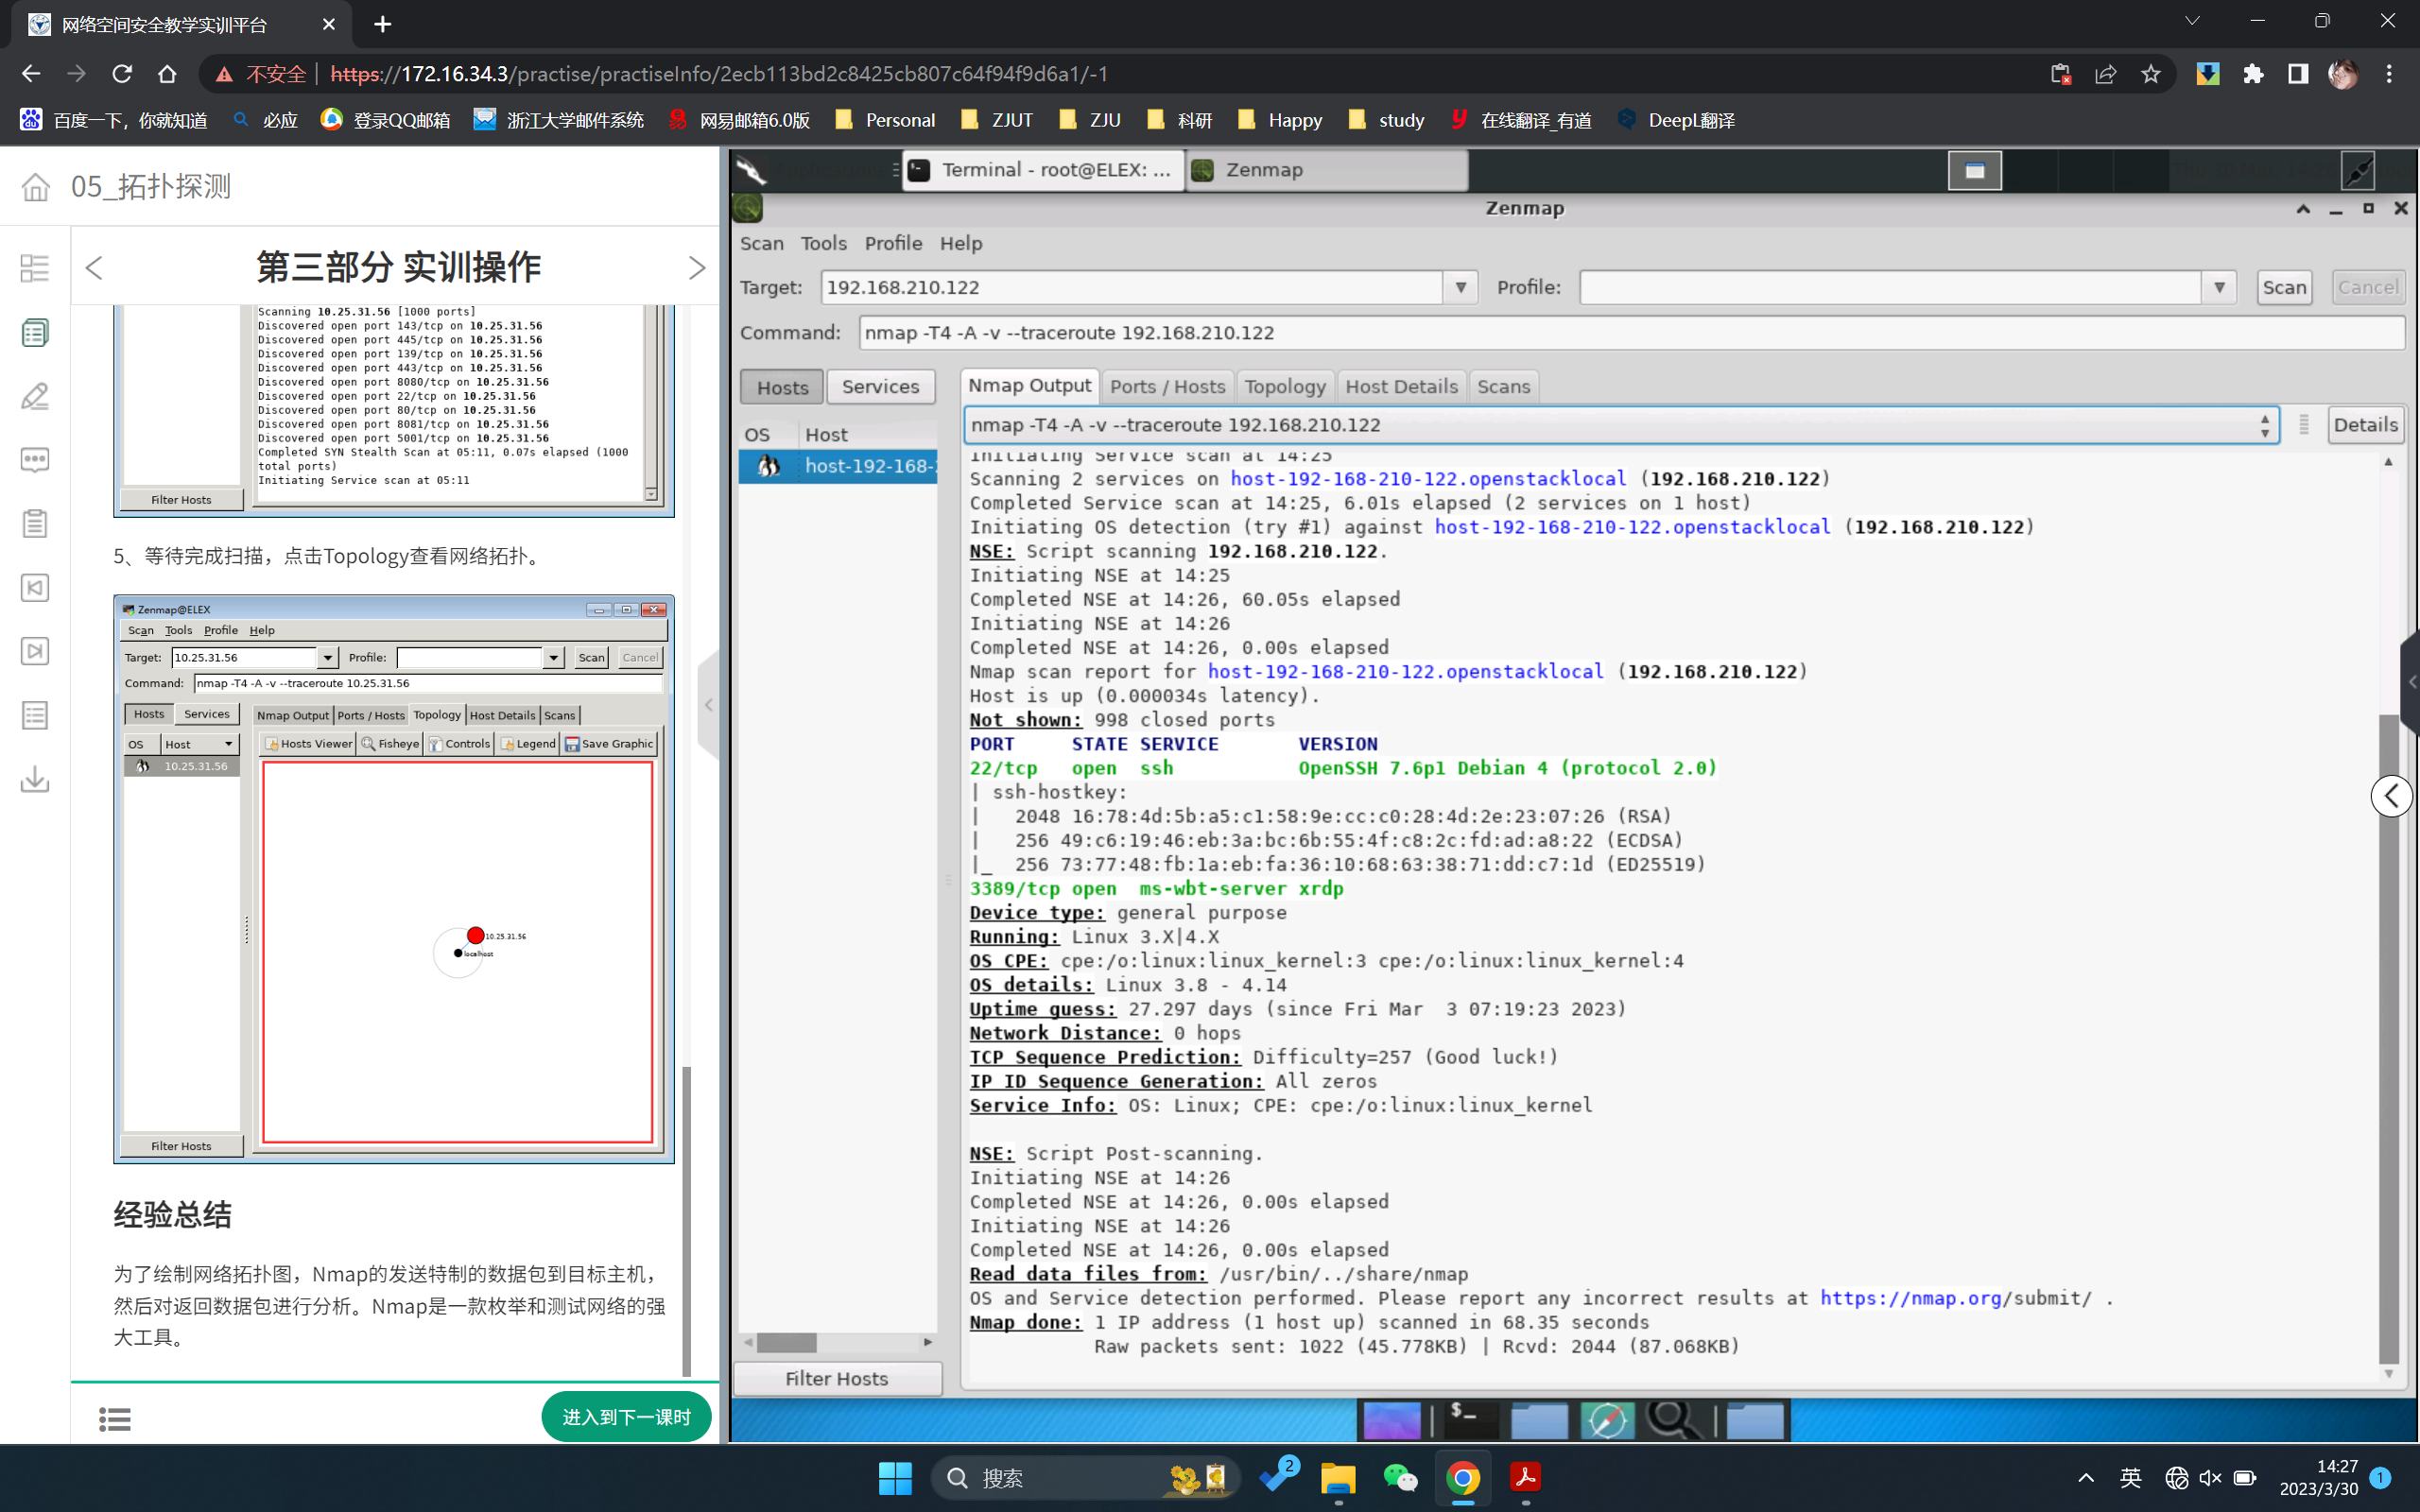 网络空间安全教学实训平台
不安全
https://172.16.34.3/practise/practiseInfo/2ecb113bd2c8425cb807c64f94f9d6a1/-1
百度一下，你就知道 必应 登录QQ邮箱 浙江大学邮件系统 网易邮箱6.0版 Personal ZJUT ZJU 科研 Happy study 在线翻译_有道 DeepL翻译
05_拓扑探测
第三部分 实训操作
Scanning 10.25.31.56 [1000 ports]
Discovered open port 143/tcp on 10.25.31.56
Discovered open port 445/tcp on 10.25.31.56
Discovered open port 139/tcp on 10.25.31.56
Discovered open port 443/tcp on 10.25.31.56
Discovered open port 8080/tcp on 10.25.31.56
Discovered open port 22/tcp on 10.25.31.56
Discovered open port 80/tcp on 10.25.31.56
Discovered open port 8081/tcp on 10.25.31.56
Discovered open port 5001/tcp on 10.25.31.56
Completed SYN Stealth Scan at 05:11, 0.07s elapsed (1000
total ports)
Initiating Service scan at 05:11
Filter Hosts
5、等待完成扫描，点击Topology查看网络拓扑。
Zenmap@ELEX
Scan Tools Profile Help
Target: 10.25.31.56 Profile: Scan Cancel
Command: nmap -T4 -A -v --traceroute 10.25.31.56
Hosts Services Nmap Output Ports / Hosts Topology Host Details Scans
OS Host Hosts Viewer Fisheye Controls Legend Save Graphic
10.25.31.56
10.25.31.56
localhost
Filter Hosts
经验总结
为了绘制网络拓扑图，Nmap的发送特制的数据包到目标主机，
然后对返回数据包进行分析。Nmap是一款枚举和测试网络的强
大工具。
进入到下一课时
Terminal - root@ELEX: ... Zenmap
Zenmap
Scan Tools Profile Help
Target: 192.168.210.122 Profile: Scan Cancel
Command: nmap -T4 -A -v --traceroute 192.168.210.122
Hosts Services Nmap Output Ports / Hosts Topology Host Details Scans
nmap -T4 -A -v --traceroute 192.168.210.122 Details
OS Host
host-192-168-
Initiating Service scan at 14:25
Scanning 2 services on host-192-168-210-122.openstacklocal (192.168.210.122)
Completed Service scan at 14:25, 6.01s elapsed (2 services on 1 host)
Initiating OS detection (try #1) against host-192-168-210-122.openstacklocal (192.168.210.122)
NSE: Script scanning 192.168.210.122.
Initiating NSE at 14:25
Completed NSE at 14:26, 60.05s elapsed
Initiating NSE at 14:26
Completed NSE at 14:26, 0.00s elapsed
Nmap scan report for host-192-168-210-122.openstacklocal (192.168.210.122)
Host is up (0.000034s latency).
Not shown: 998 closed ports
PORT STATE SERVICE VERSION
22/tcp open ssh OpenSSH 7.6p1 Debian 4 (protocol 2.0)
| ssh-hostkey:
| 2048 16:78:4d:5b:a5:c1:58:9e:cc:c0:28:4d:2e:23:07:26 (RSA)
| 256 49:c6:19:46:eb:3a:bc:6b:55:4f:c8:2c:fd:ad:a8:22 (ECDSA)
|_ 256 73:77:48:fb:1a:eb:fa:36:10:68:63:38:71:dd:c7:1d (ED25519)
3389/tcp open ms-wbt-server xrdp
Device type: general purpose
Running: Linux 3.X|4.X
OS CPE: cpe:/o:linux:linux_kernel:3 cpe:/o:linux:linux_kernel:4
OS details: Linux 3.8 - 4.14
Uptime guess: 27.297 days (since Fri Mar  3 07:19:23 2023)
Network Distance: 0 hops
TCP Sequence Prediction: Difficulty=257 (Good luck!)
IP ID Sequence Generation: All zeros
Service Info: OS: Linux; CPE: cpe:/o:linux:linux_kernel
NSE: Script Post-scanning.
Initiating NSE at 14:26
Completed NSE at 14:26, 0.00s elapsed
Initiating NSE at 14:26
Completed NSE at 14:26, 0.00s elapsed
Read data files from: /usr/bin/../share/nmap
OS and Service detection performed. Please report any incorrect results at https://nmap.org/submit/ .
Nmap done: 1 IP address (1 host up) scanned in 68.35 seconds
Raw packets sent: 1022 (45.778KB) | Rcvd: 2044 (87.068KB)
Filter Hosts
搜索
2
英
14:27
2023/3/30
1